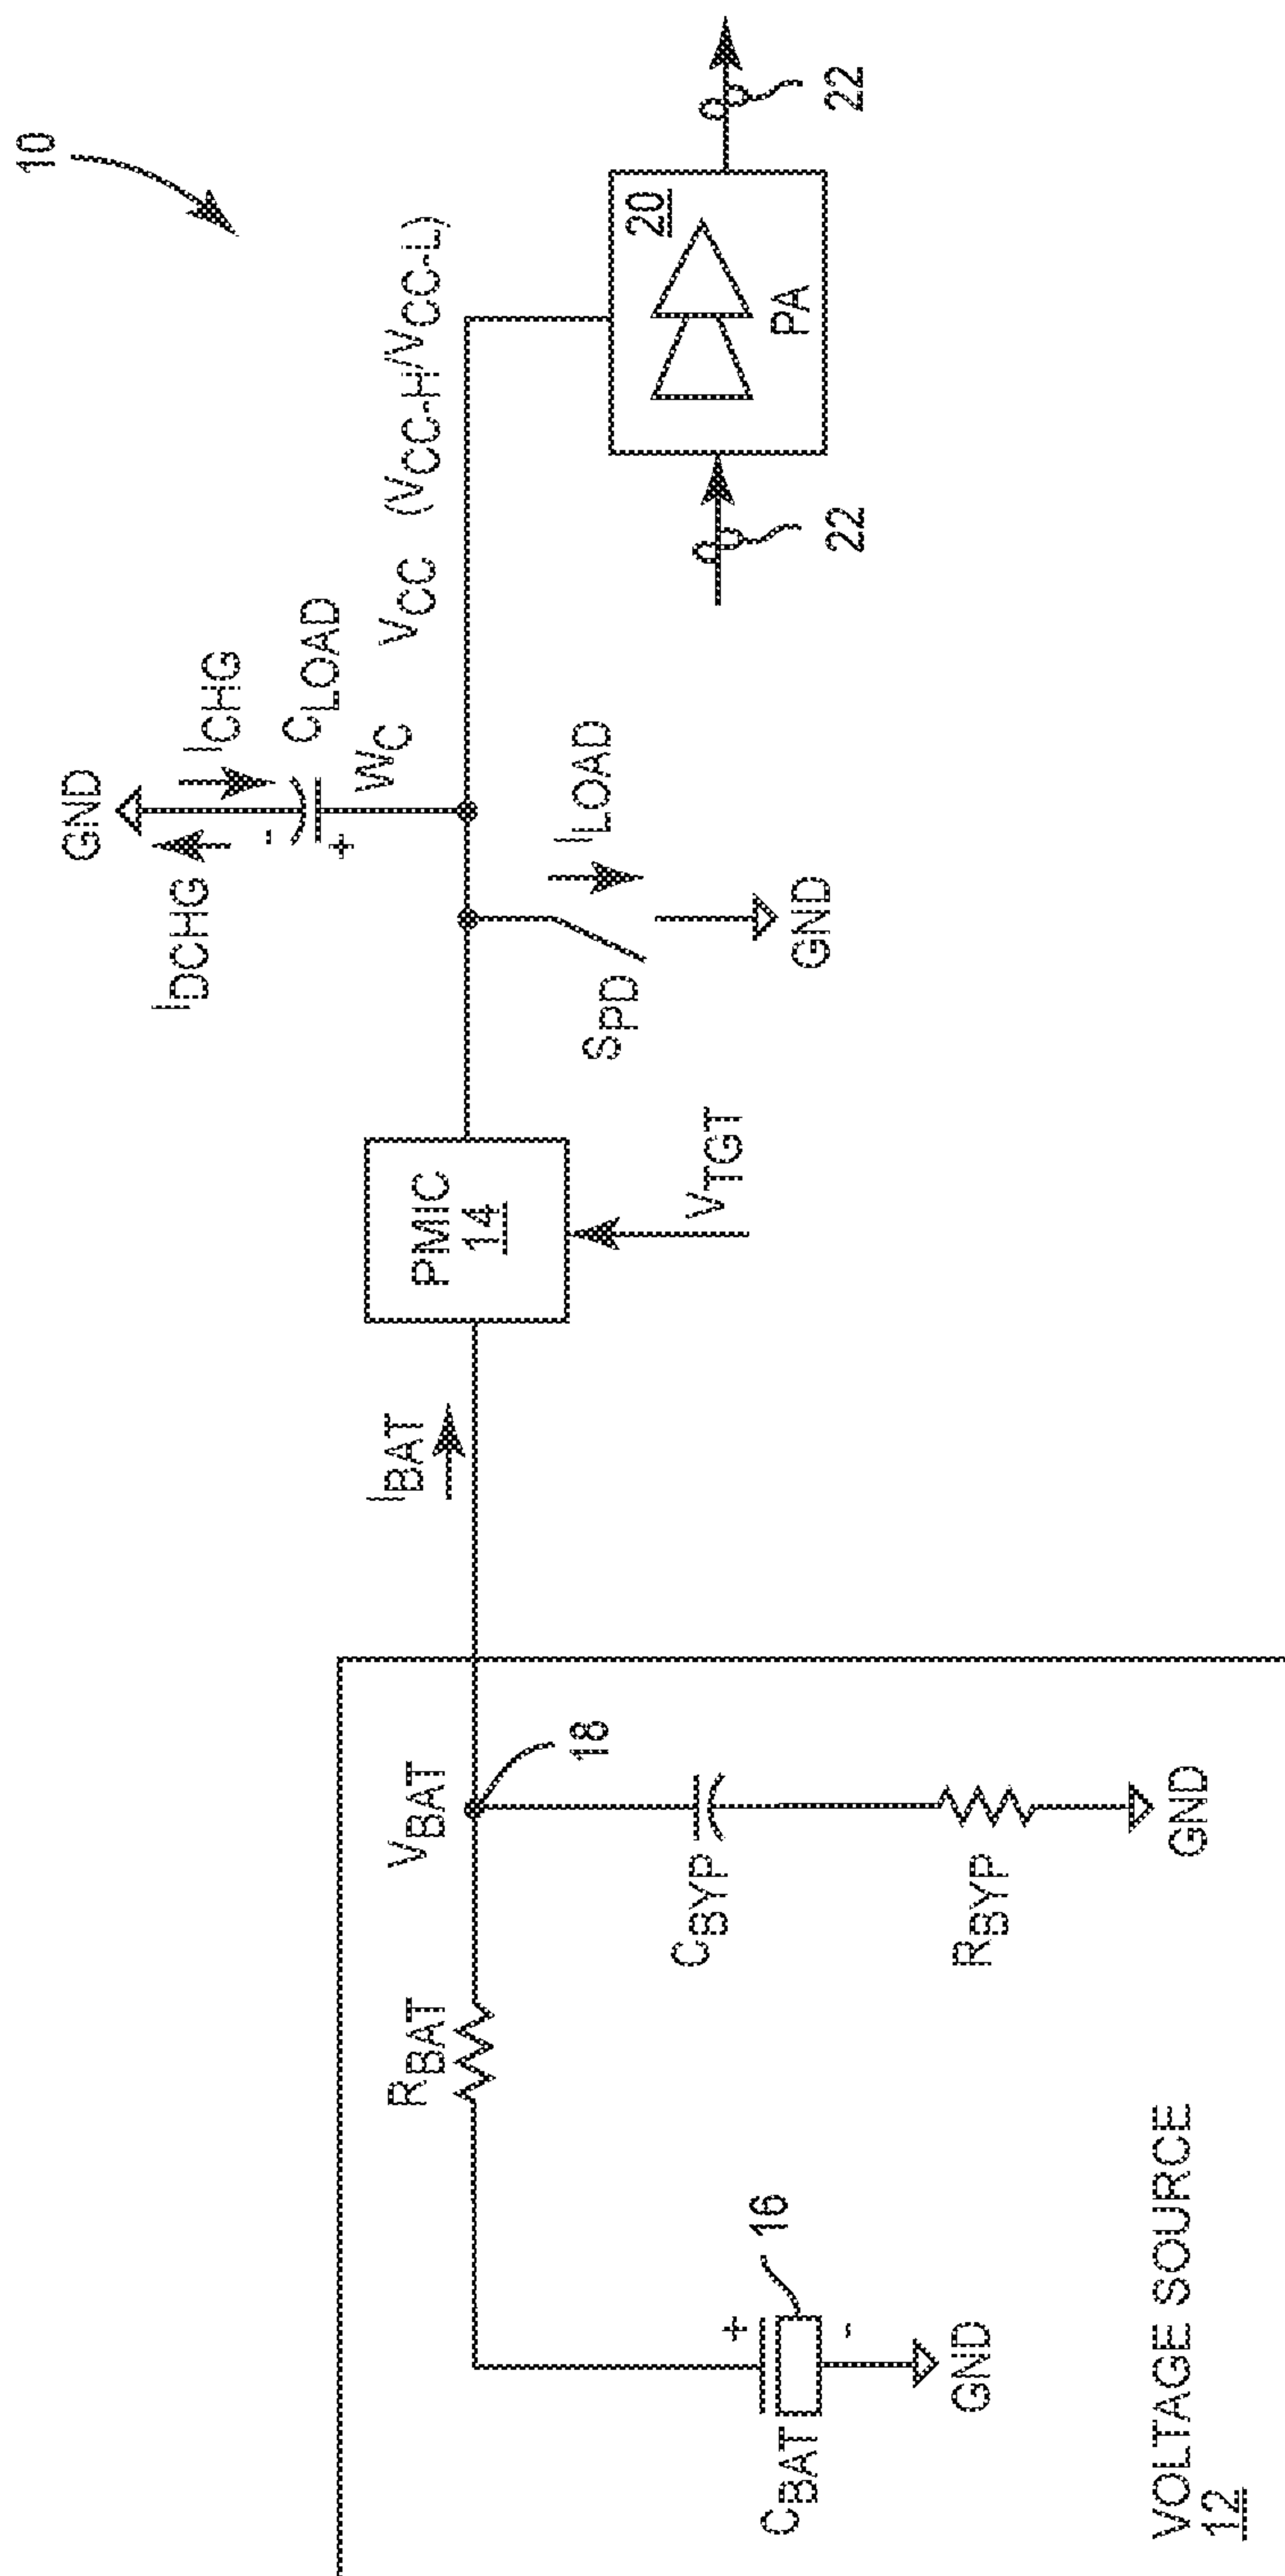 10
GND
IDCHG
ICHG
CLOAD
WC
VCC (VCC-H/VCC-L)
ILOAD
SPD
GND
20
PA
22
22
PMIC
14
VTGT
IBAT
VBAT
18
RBAT
CBYP
RBYP
GND
16
+
-
+
-
CBAT
GND
VOLTAGE SOURCE
12